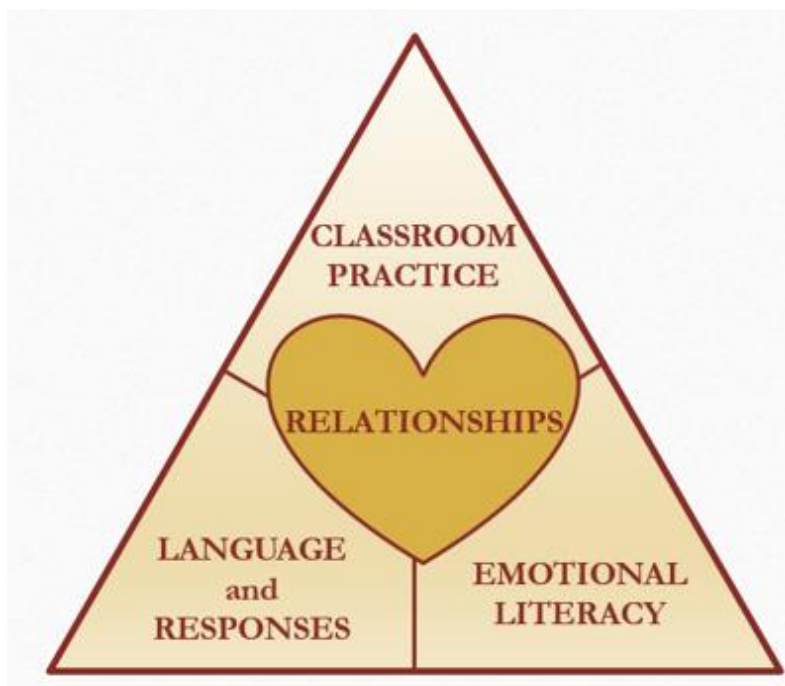 CLASSROOM
PRACTICE
RELATIONSHIPS
LANGUAGE
and
RESPONSES
EMOTIONAL
LITERACY